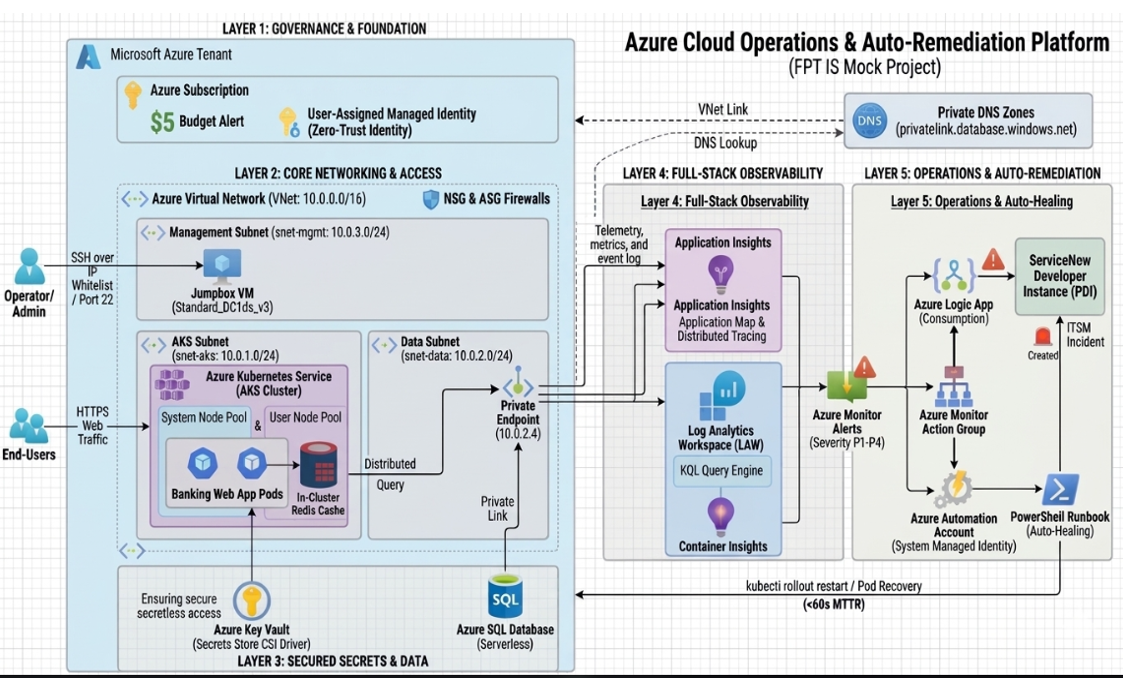 LAYER 1: GOVERNANCE & FOUNDATION
Microsoft Azure Tenant
Azure Subscription
$5 Budget Alert
User-Assigned Managed Identity
(Zero-Trust Identity)
Azure Cloud Operations & Auto-Remediation Platform
(FPT IS Mock Project)
VNet Link
DNS Lookup
DNS
Private DNS Zones
(privatelink.database.windows.net)
LAYER 2: CORE NETWORKING & ACCESS
Azure Virtual Network (VNet: 10.0.0.0/16)
NSG & ASG Firewalls
Management Subnet (snet-mgmt: 10.0.3.0/24)
Jumpbox VM
(Standard_DC1ds_v3)
Operator/
Admin
SSH over
IP
Whitelist
/ Port 22
AKS Subnet
(snet-aks: 10.0.1.0/24)
Azure Kubernetes Service
(AKS Cluster)
System Node Pool
&
User Node Pool
Banking Web App Pods
In-Cluster
Redis Cashe
End-Users
HTTPS
Web
Traffic
Data Subnet
(snet-data: 10.0.2.0/24)
Private
Endpoint
(10.0.2.4)
Distributed
Query
Private
Link
Ensuring secure
secretless access
Azure Key Vault
(Secrets Store CSI Driver)
SQL
Azure SQL Database
(Serverless)
LAYER 3: SECURED SECRETS & DATA
LAYER 4: FULL-STACK OBSERVABILITY
Layer 4: Full-Stack Observability
Telemetry,
metrics, and
event log
Application Insights
Application Insights
Application Map &
Distributed Tracing
Log Analytics
Workspace (LAW)
KQL Query Engine
Container Insights
Azure Monitor
Alerts
(Severity P1-P4)
LAYER 5: OPERATIONS & AUTO-REMEDIATION
Layer 5: Operations & Auto-Healing
Azure Logic App
(Consumption)
ServiceNew
Developer
Instance (PDI)
Created
ITSM
Incident
Azure Monitor
Action Group
Azure Automation
Account
(System Managed Identity)
PowerSheil Runbook
(Auto-Healing)
kubecti rollout restart / Pod Recovery
(<60s MTTR)